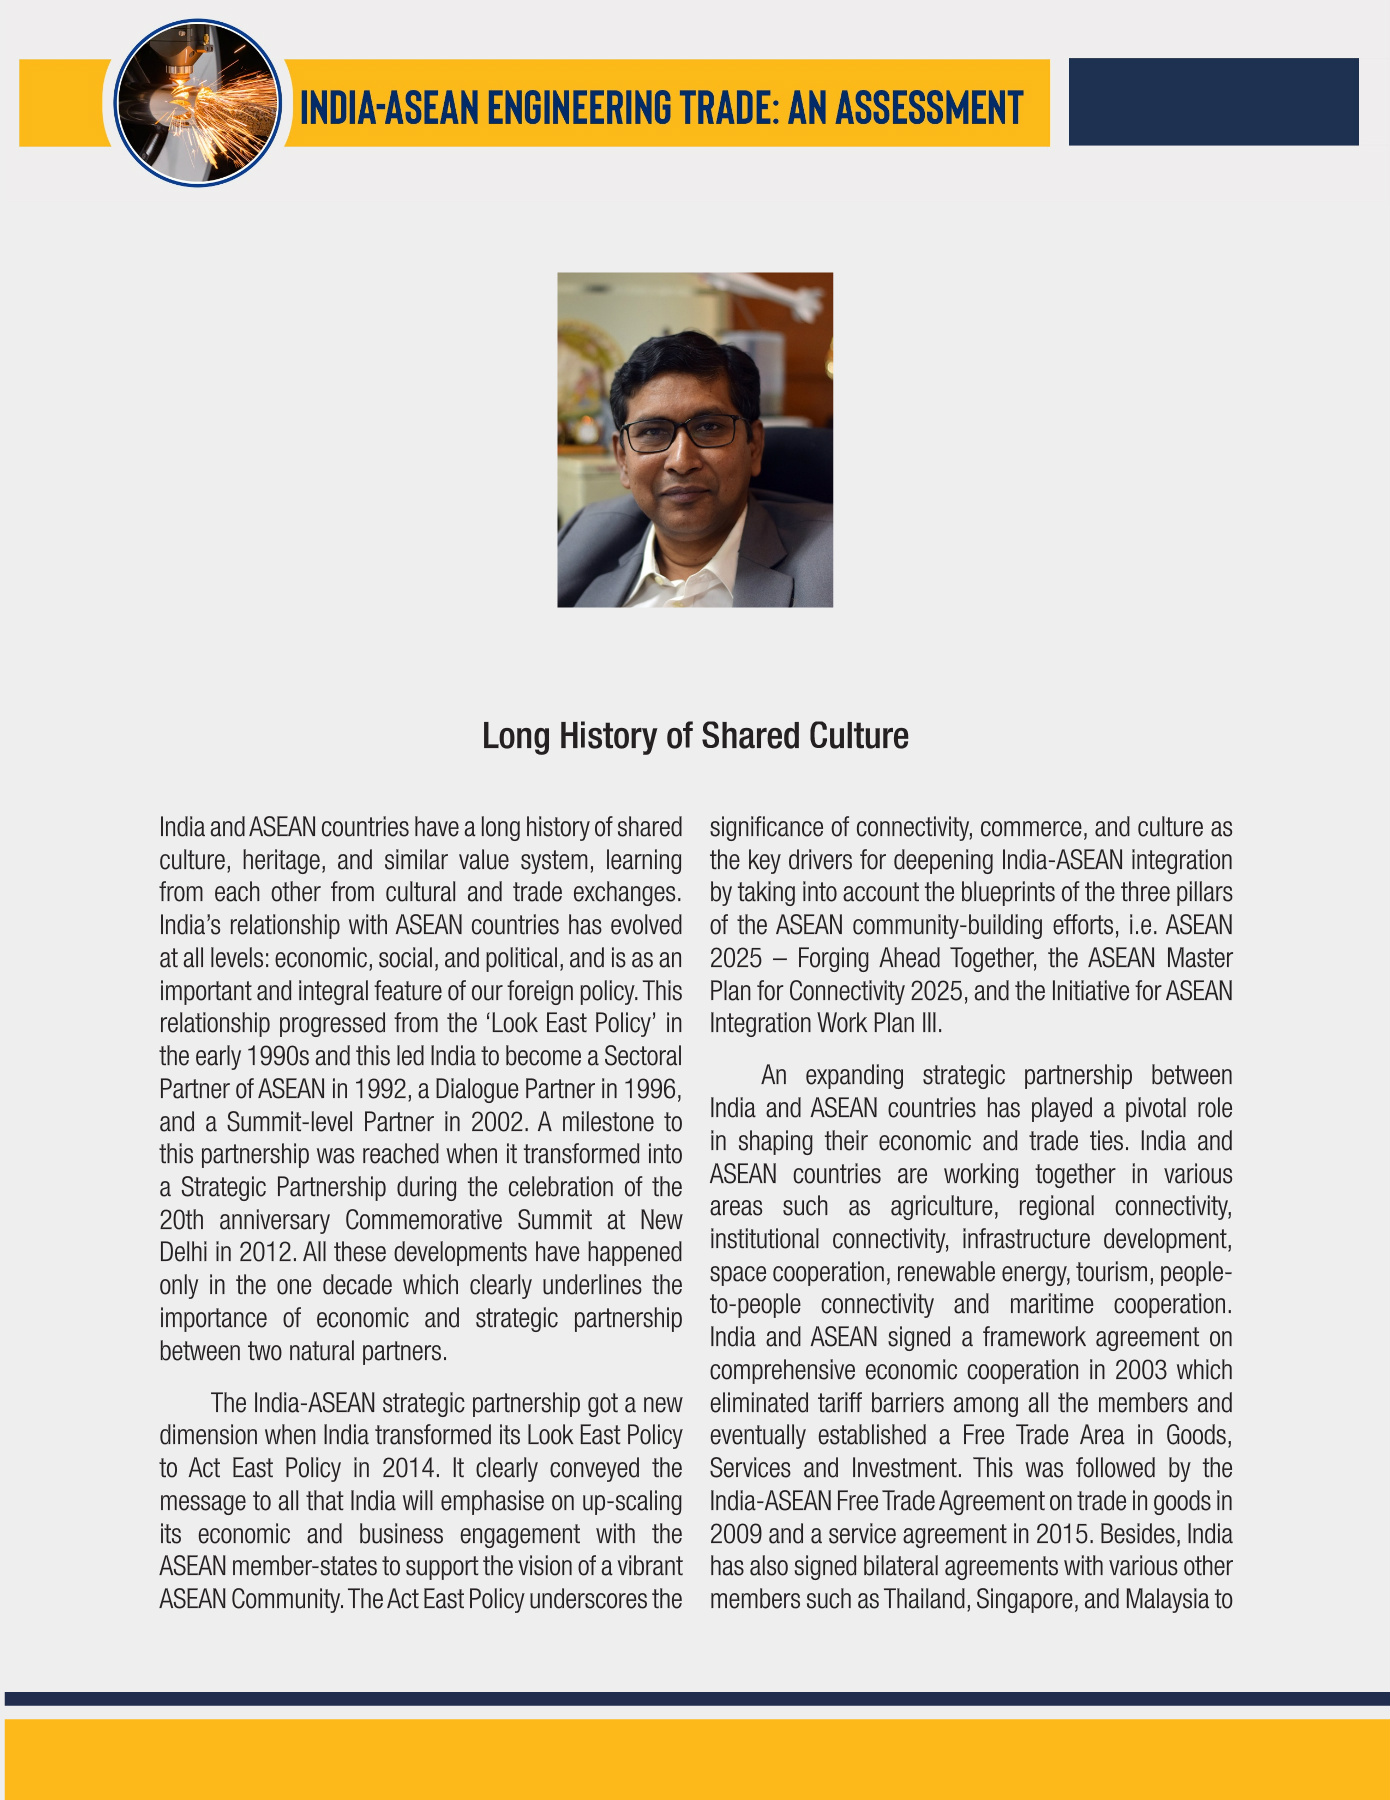 INDIA-ASEAN ENGINEERING TRADE: AN ASSESSMENT
Long History of Shared Culture
India and ASEAN countries have a long history of shared
culture, heritage, and similar value system, learning
from each other from cultural and trade exchanges.
India's relationship with ASEAN countries has evolved
at all levels: economic, social, and political, and is as an
important and integral feature of our foreign policy. This
relationship progressed from the ‘Look East Policy’ in
the early 1990s and this led India to become a Sectoral
Partner of ASEAN in 1992, a Dialogue Partner in 1996,
and a Summit-level Partner in 2002. A milestone to
this partnership was reached when it transformed into
a Strategic Partnership during the celebration of the
20th anniversary Commemorative Summit at New
Delhi in 2012. All these developments have happened
only in the one decade which clearly underlines the
importance of economic and strategic partnership
between two natural partners.
The India-ASEAN strategic partnership got a new
dimension when India transformed its Look East Policy
to Act East Policy in 2014. It clearly conveyed the
message to all that India will emphasise on up-scaling
its economic and business engagement with the
ASEAN member-states to support the vision of a vibrant
ASEAN Community. The Act East Policy underscores the
significance of connectivity, commerce, and culture as
the key drivers for deepening India-ASEAN integration
by taking into account the blueprints of the three pillars
of the ASEAN community-building efforts, i.e. ASEAN
2025 – Forging Ahead Together, the ASEAN Master
Plan for Connectivity 2025, and the Initiative for ASEAN
Integration Work Plan III.
An expanding strategic partnership between
India and ASEAN countries has played a pivotal role
in shaping their economic and trade ties. India and
ASEAN countries are working together in various
areas such as agriculture, regional connectivity,
institutional connectivity, infrastructure development,
space cooperation, renewable energy, tourism, people-
to-people connectivity and maritime cooperation.
India and ASEAN signed a framework agreement on
comprehensive economic cooperation in 2003 which
eliminated tariff barriers among all the members and
eventually established a Free Trade Area in Goods,
Services and Investment. This was followed by the
India-ASEAN Free Trade Agreement on trade in goods in
2009 and a service agreement in 2015. Besides, India
has also signed bilateral agreements with various other
members such as Thailand, Singapore, and Malaysia to